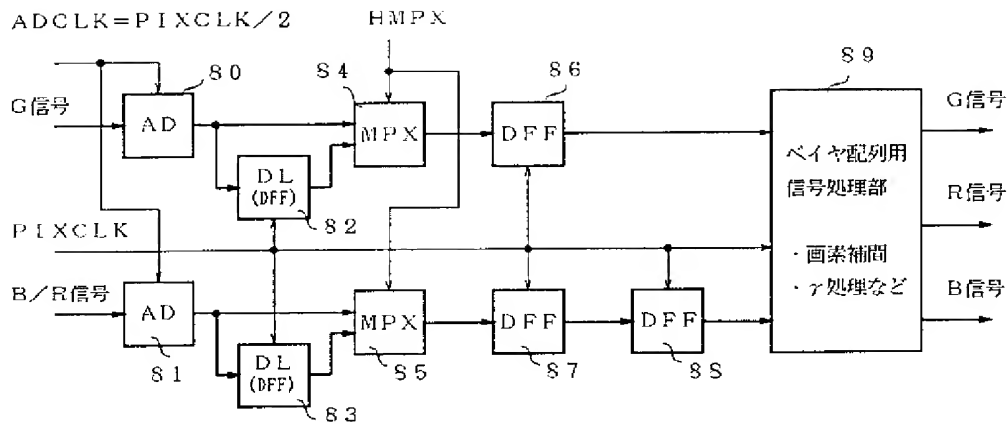 ADCLK=PIXCLK/2
HMPX
80
84
86
89
G信号
AD
MPX
DFF
G信号
DL
(DFF)
82
ベイヤ配列用
信号処理部
R信号
PIXCLK
・画素補間
・γ処理など
B/R信号
AD
MPX
DFF
DFF
B信号
81
DL
(DFF)
83
85
87
88